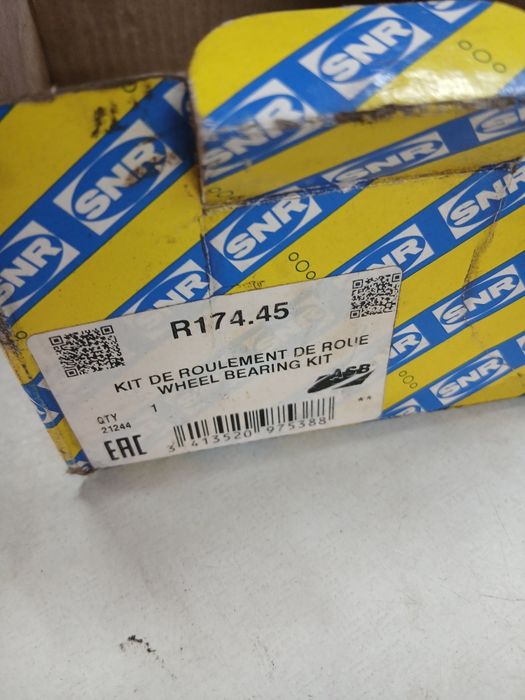 SNR
SNR
SNR
SNR
SNR
R174.45
KIT DE ROULEMENT DE ROUE
WHEEL BEARING KIT
ASB
QTY 1
21244
**
EAC
3 413520 975388